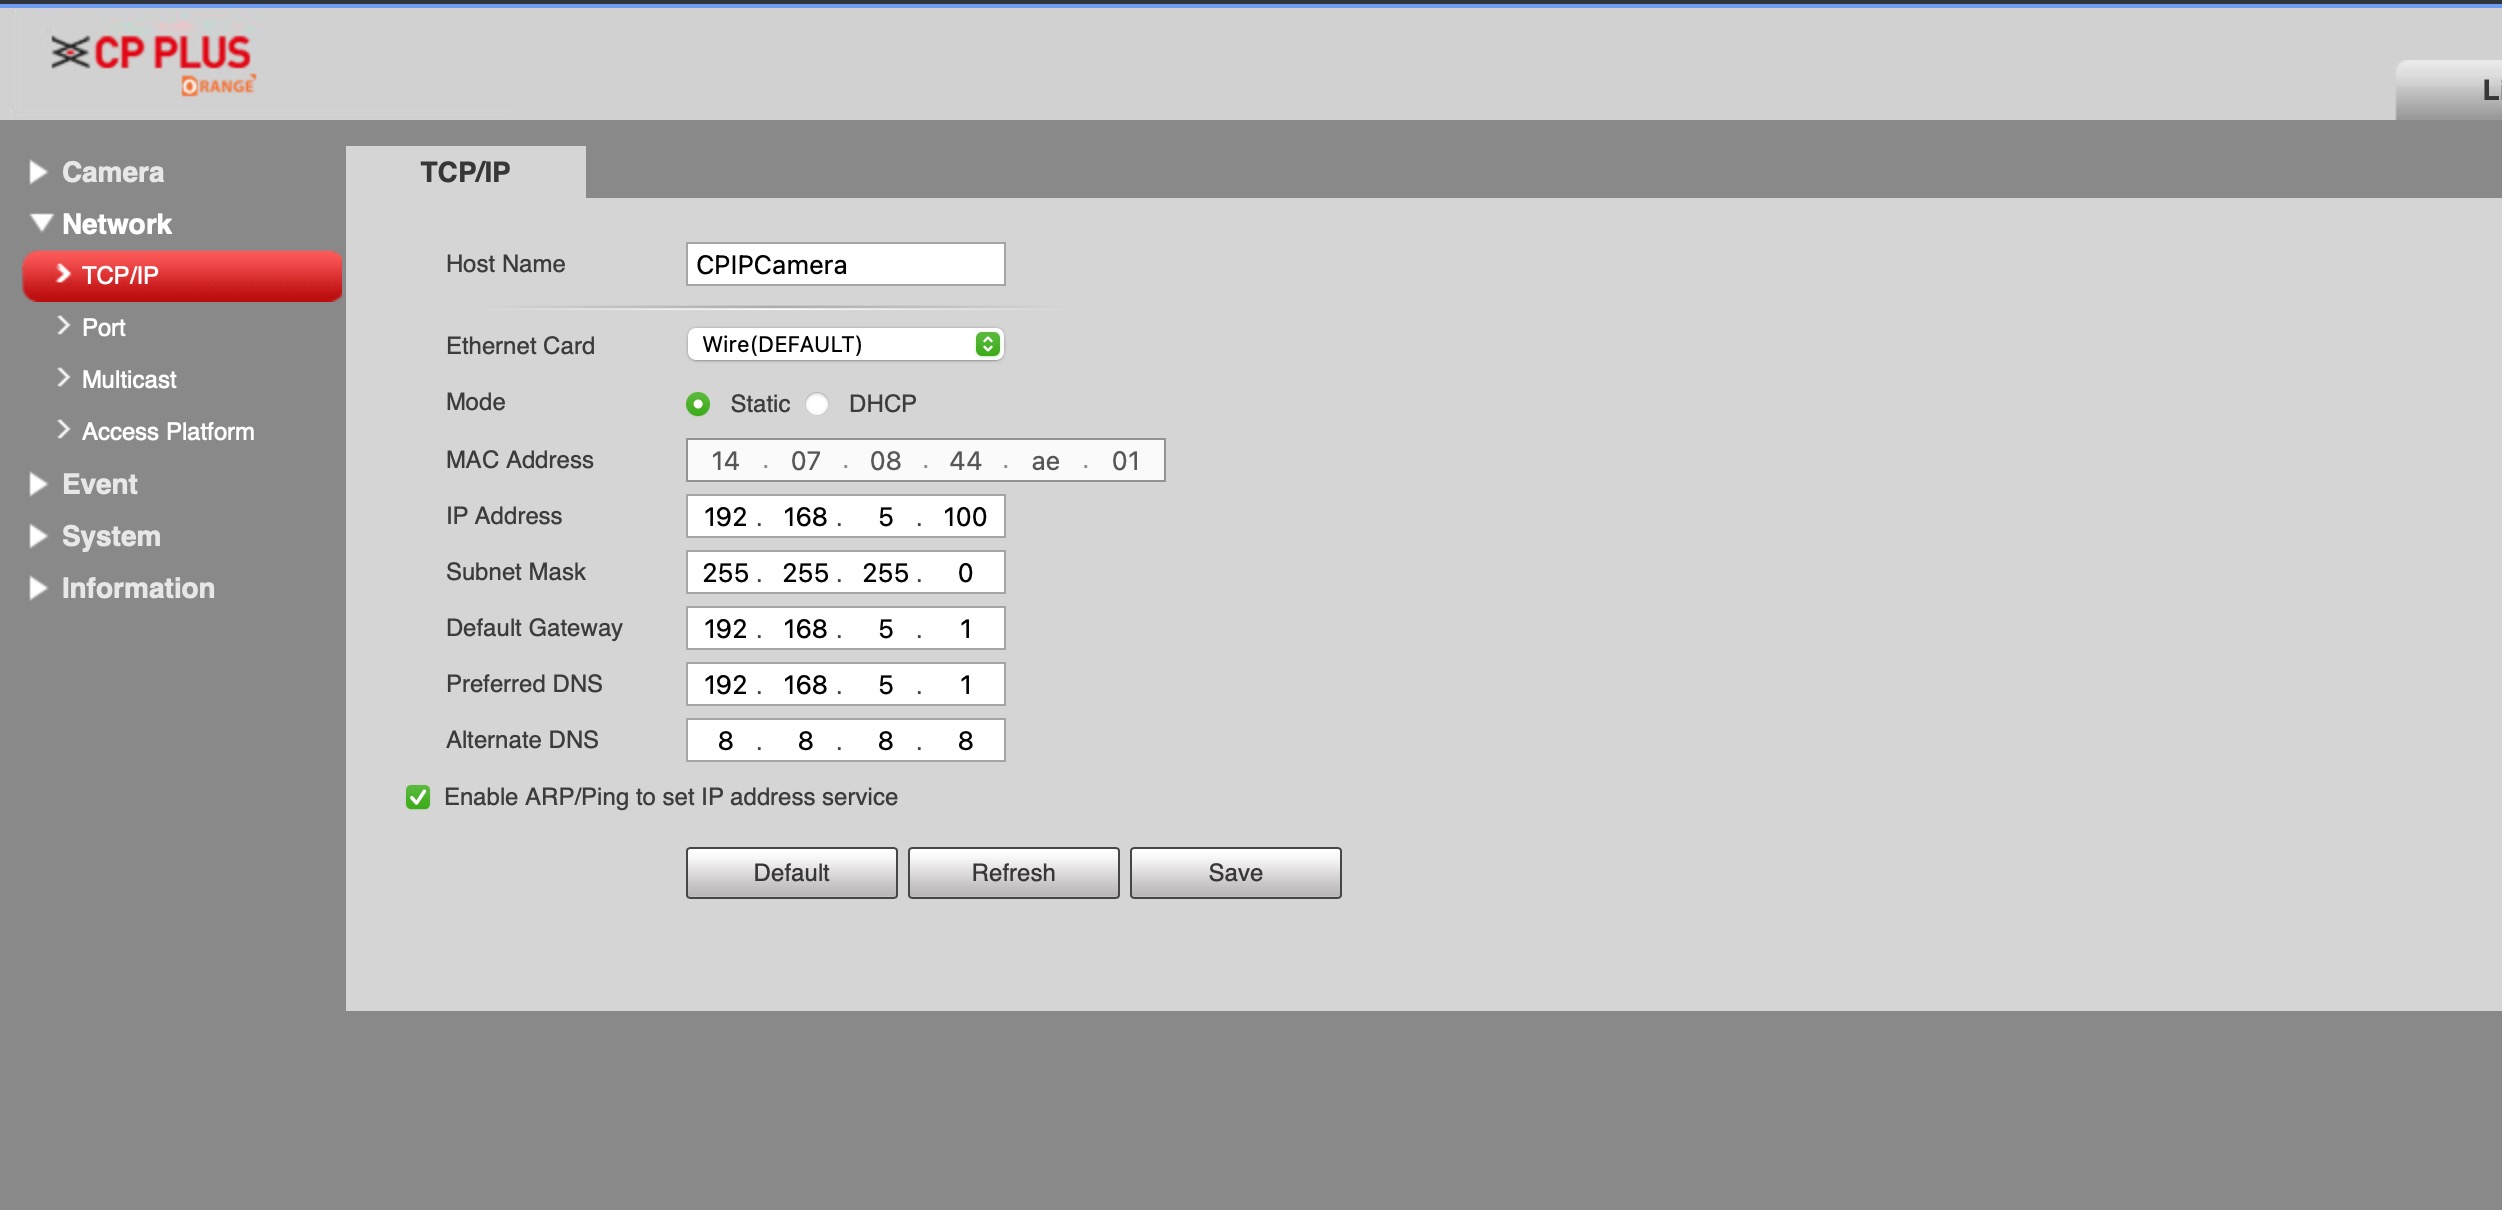 CP PLUS
ORANGE
Camera
Network
TCP/IP
Port
Multicast
Access Platform
Event
System
Information
TCP/IP
Host Name CPIPCamera
Ethernet Card Wire(DEFAULT)
Mode Static DHCP
MAC Address 14 . 07 . 08 . 44 . ae . 01
IP Address 192 . 168 . 5 . 100
Subnet Mask 255 . 255 . 255 . 0
Default Gateway 192 . 168 . 5 . 1
Preferred DNS 192 . 168 . 5 . 1
Alternate DNS 8 . 8 . 8 . 8
Enable ARP/Ping to set IP address service
Default Refresh Save